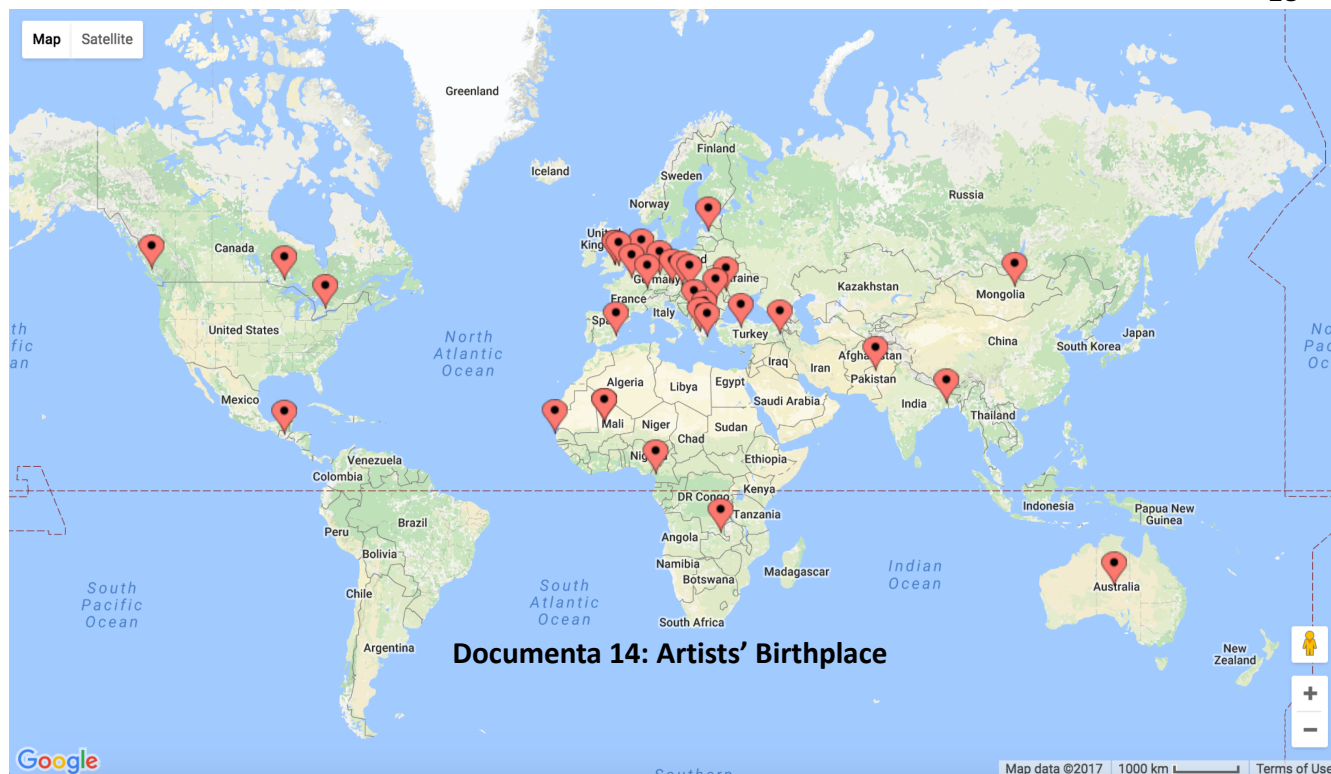 Map Satellite
Greenland
Iceland
Finland
Sweden
Norway
Russia
United
Canada
Kazakhstan
Mongolia
France
Italy
Turkey
United States
North
Atlantic
Ocean
China
Japan
South Korea
Iraq
Iran
Pakistan
India
Thailand
Algeria
Libya
Egypt
Saudi Arabia
Mexico
Mali
Niger
Chad
Sudan
Ethiopia
Venezuela
Colombia
DR Congo
Kenya
Tanzania
Indonesia
Papua New
Guinea
Peru
Brazil
Angola
Bolivia
Namibia
Botswana
Madagascar
Indian
Ocean
Australia
South
Pacific
Ocean
Chile
South
Atlantic
Ocean
South Africa
Argentina
Documenta 14: Artists’ Birthplace
New
Zealand
+
−
Google
Map data ©2017 1000 km Terms of Use